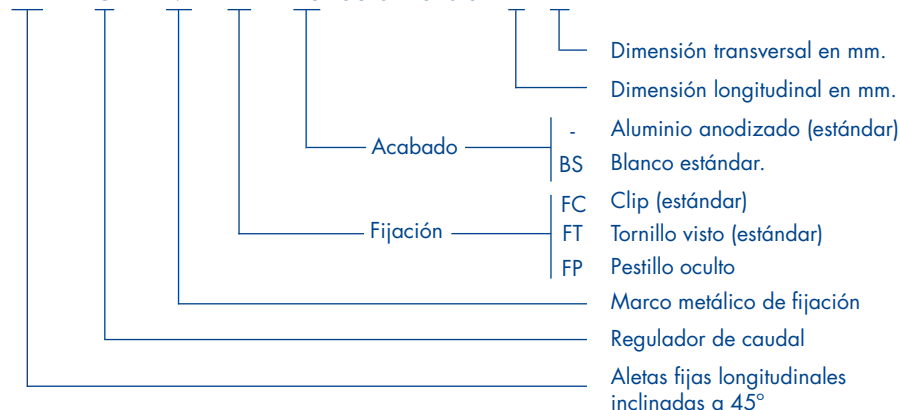 Dimensión transversal en mm.
Dimensión longitudinal en mm.
Acabado
- Aluminio anodizado (estándar)
BS Blanco estándar.
Fijación
FC Clip (estándar)
FT Tornillo visto (estándar)
FP Pestillo oculto
Marco metálico de fijación
Regulador de caudal
Aletas fijas longitudinales
inclinadas a 45º